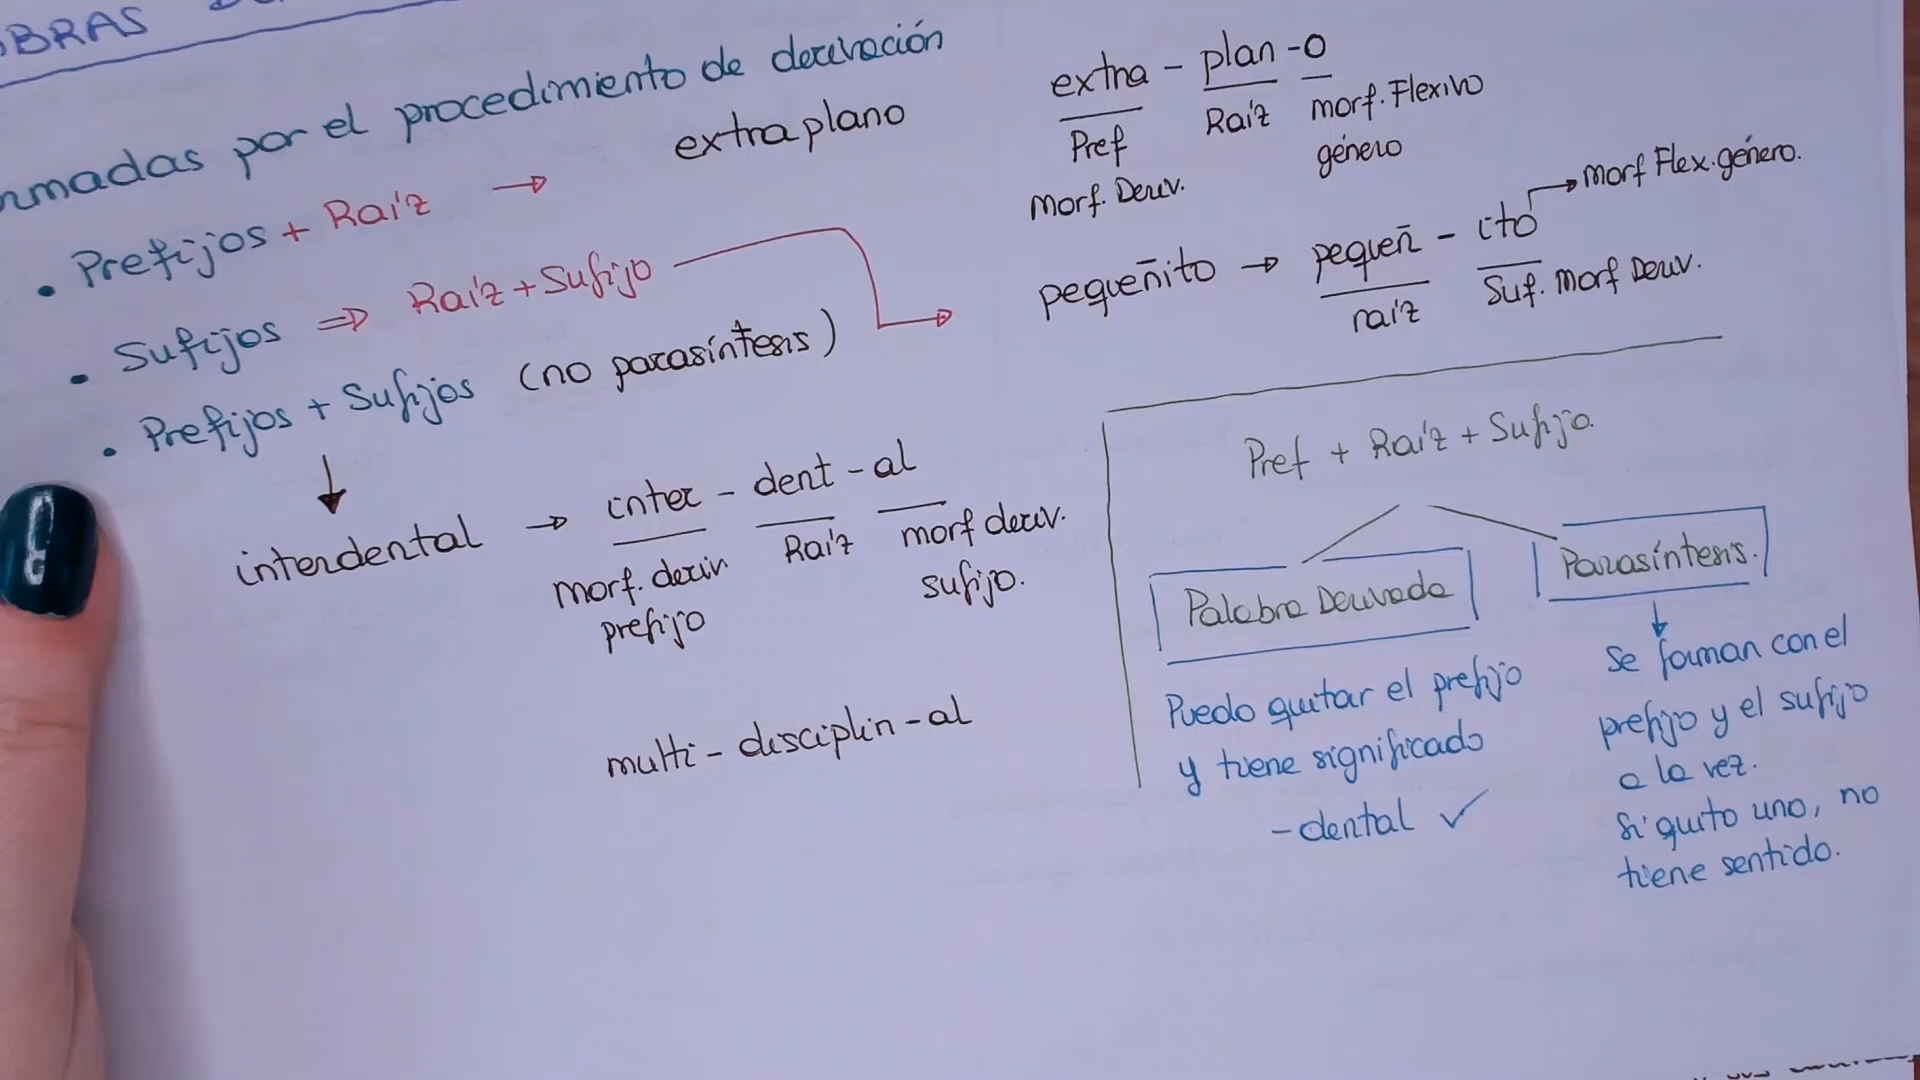 OBRAS
rmadas por el procedimiento de derivación
• Prefijos + Raíz → extraplano
extra - plan - o
Pref Raíz morf. Flexivo
Morf. Deriv. género
• Sufijos ⇒ Raíz + Sufijo →
pequeñito → pequeñ - ito → morf Flex. género.
raíz Suf. Morf Deriv.
• Prefijos + Sufijos (no parasíntesis)
↓
interdental → inter - dent - al
morf. deriv Raíz morf deriv.
prefijo sufijo.
multi - disciplin - al
Pref + Raíz + Sufijo.
Palabra Derivada
Puedo quitar el prefijo
y tiene significado
- dental ✓
Parasíntesis.
↓
Se forman con el
prefijo y el sufijo
a la vez.
Si quito uno, no
tiene sentido.